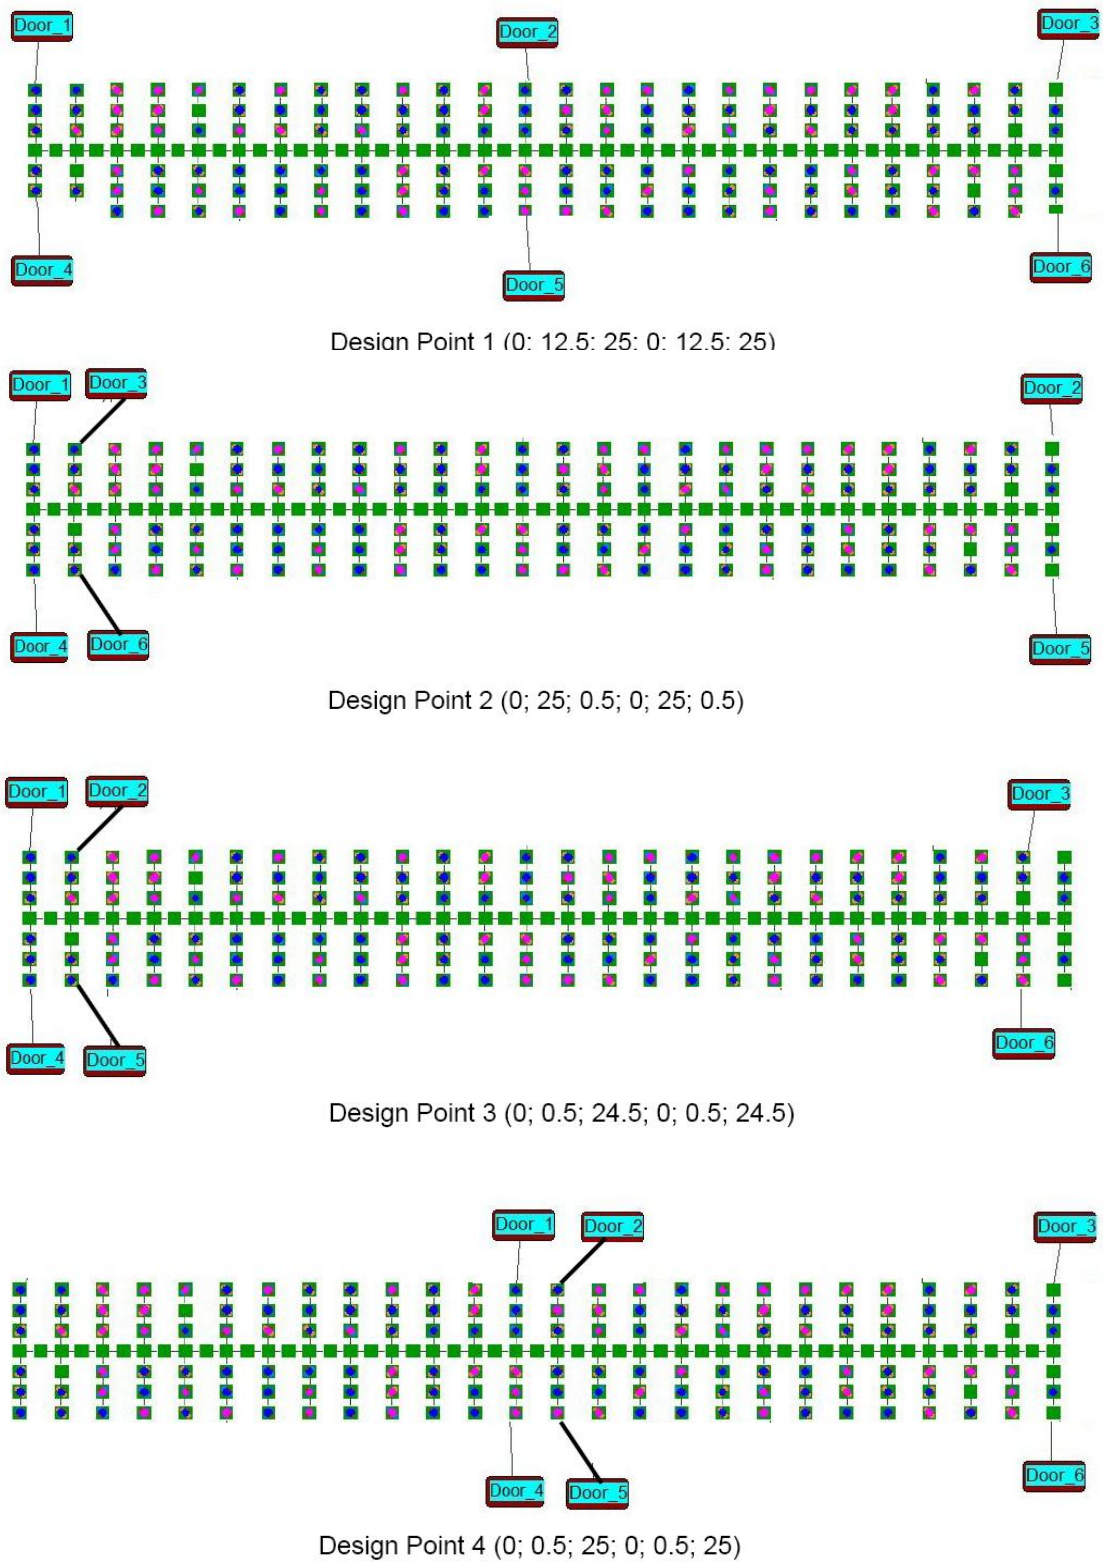 Door_1
Door_2
Door_3
Door_4
Door_5
Door_6
Design Point 1 (0; 12.5; 25; 0; 12.5; 25)
Door_1
Door_3
Door_2
Door_4
Door_6
Door_5
Design Point 2 (0; 25; 0.5; 0; 25; 0.5)
Door_1
Door_2
Door_3
Door_4
Door_5
Door_6
Design Point 3 (0; 0.5; 24.5; 0; 0.5; 24.5)
Door_1
Door_2
Door_3
Door_4
Door_5
Door_6
Design Point 4 (0; 0.5; 25; 0; 0.5; 25)